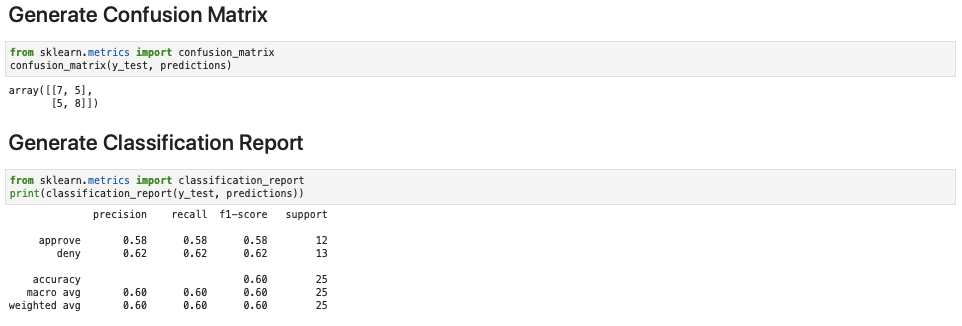 Generate Confusion Matrix
from sklearn.metrics import confusion_matrix
confusion_matrix(y_test, predictions)
array([[7, 5],
       [5, 8]])
Generate Classification Report
from sklearn.metrics import classification_report
print(classification_report(y_test, predictions))
              precision    recall  f1-score   support
     approve       0.58      0.58      0.58        12
        deny       0.62      0.62      0.62        13
    accuracy                           0.60        25
   macro avg       0.60      0.60      0.60        25
weighted avg       0.60      0.60      0.60        25